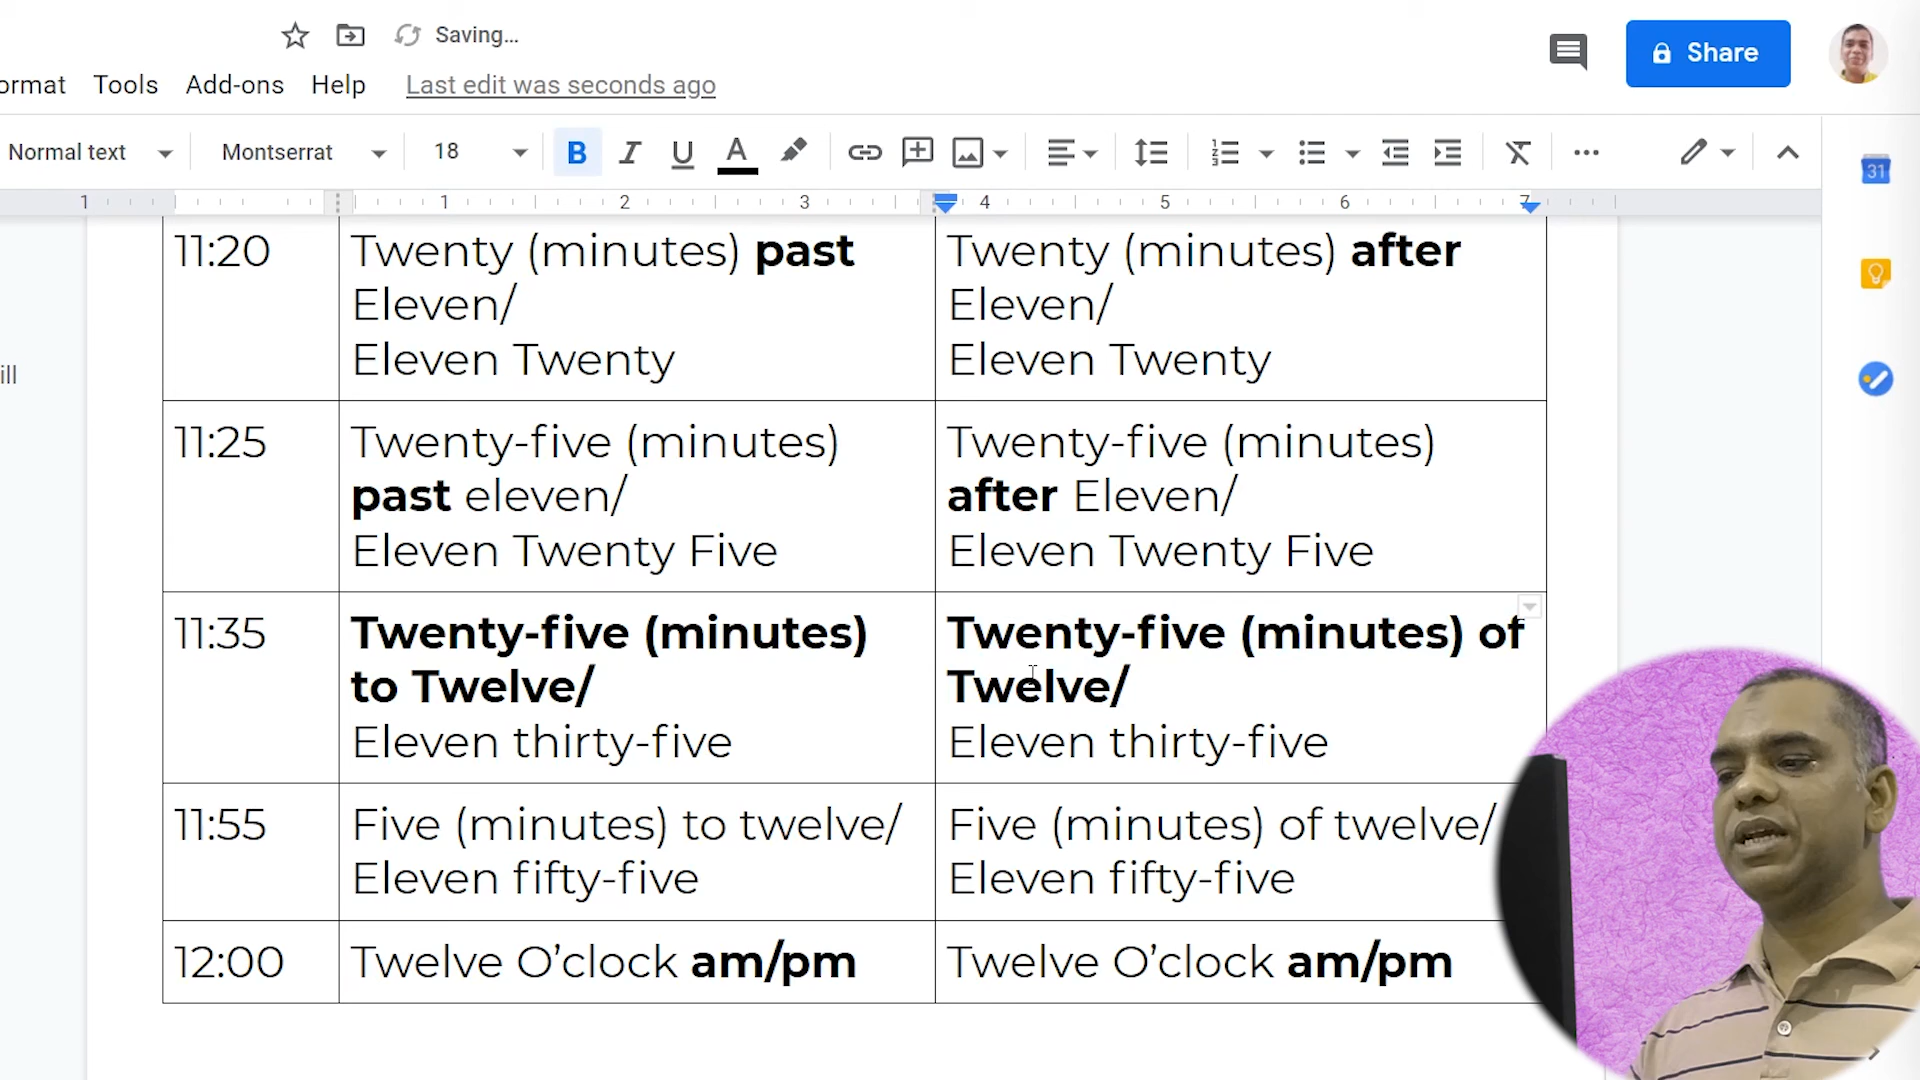 Saving...
Share
ormat Tools Add-ons Help Last edit was seconds ago
Normal text Montserrat 18 B I U A
31
1 1 2 3 4 5 6 7
ill
11:20 Twenty (minutes) past Twenty (minutes) after
Eleven/ Eleven/
Eleven Twenty Eleven Twenty
11:25 Twenty-five (minutes) Twenty-five (minutes)
past eleven/ after Eleven/
Eleven Twenty Five Eleven Twenty Five
11:35 Twenty-five (minutes) Twenty-five (minutes) of
to Twelve/ Twelve/
Eleven thirty-five Eleven thirty-five
11:55 Five (minutes) to twelve/ Five (minutes) of twelve/
Eleven fifty-five Eleven fifty-five
12:00 Twelve O’clock am/pm Twelve O’clock am/pm